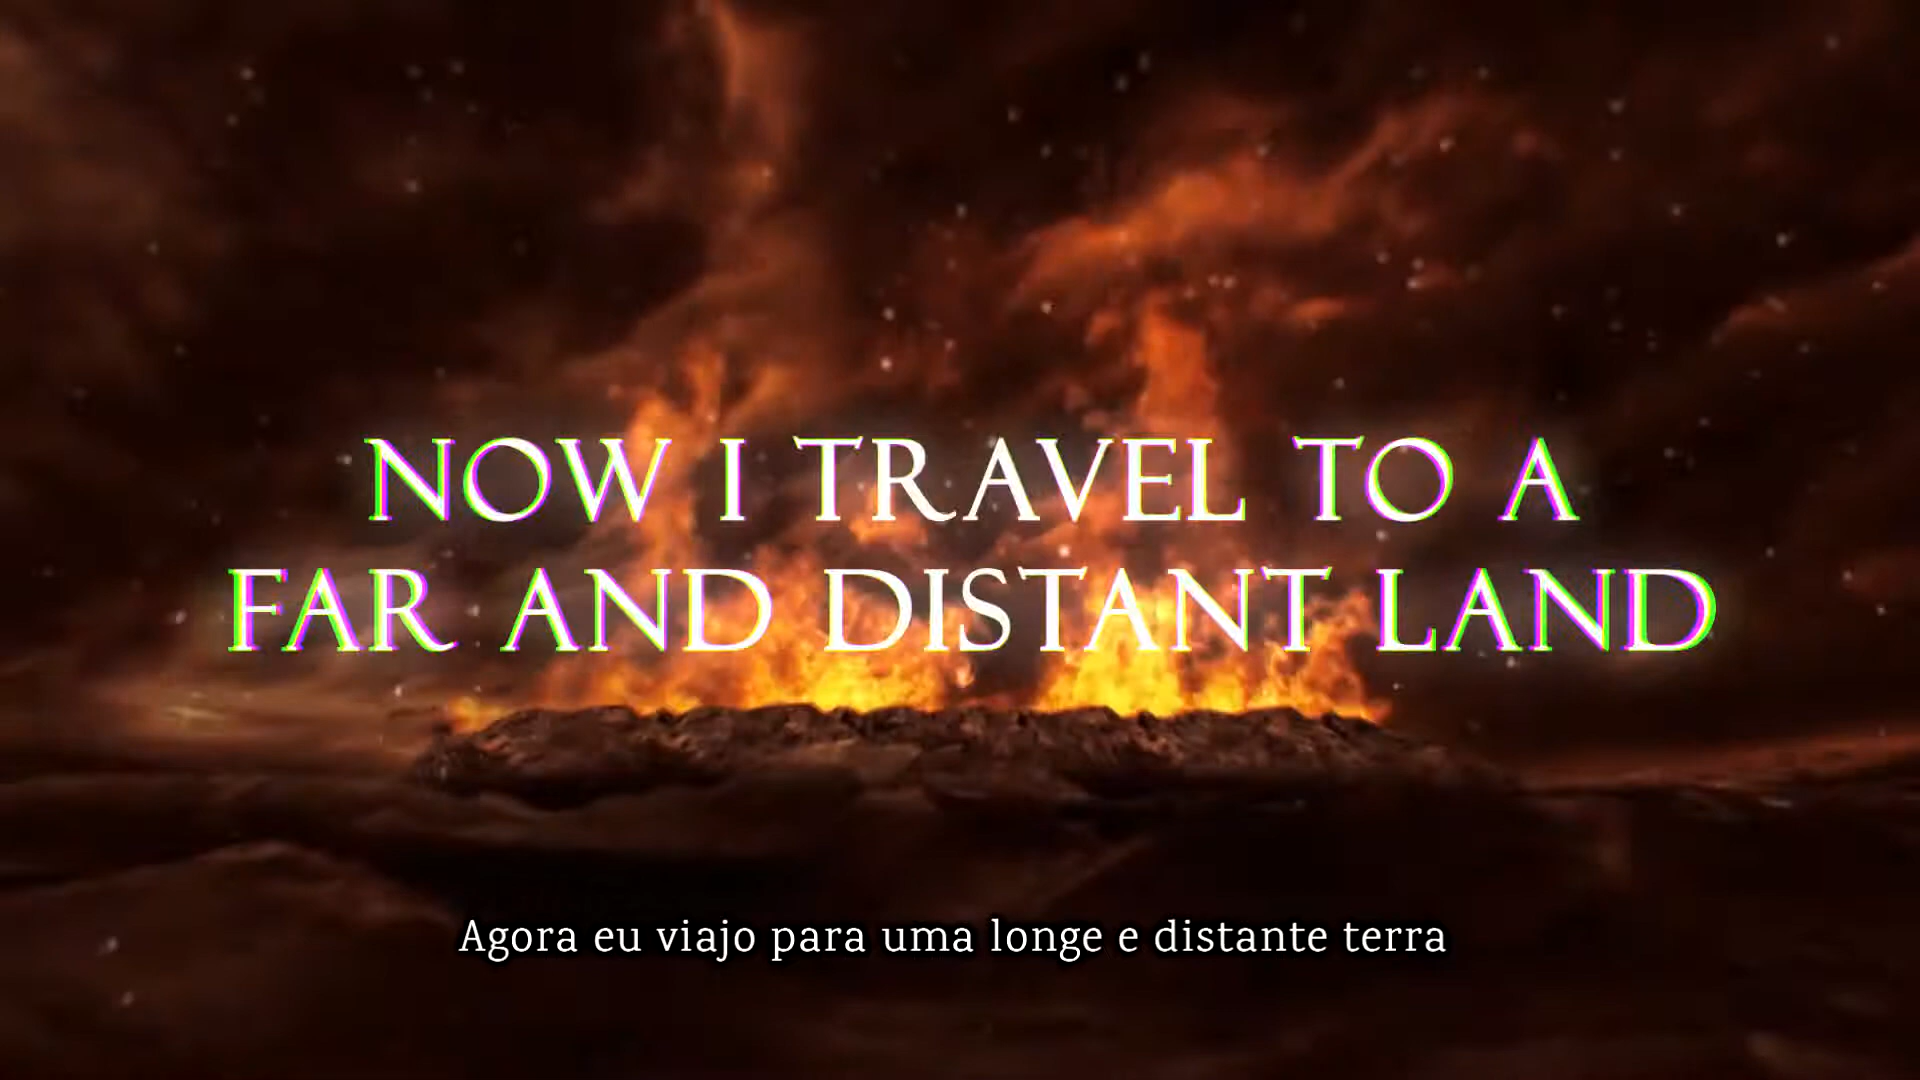 NOW I TRAVEL TO A
FAR AND DISTANT LAND
Agora eu viajo para uma longe e distante terra